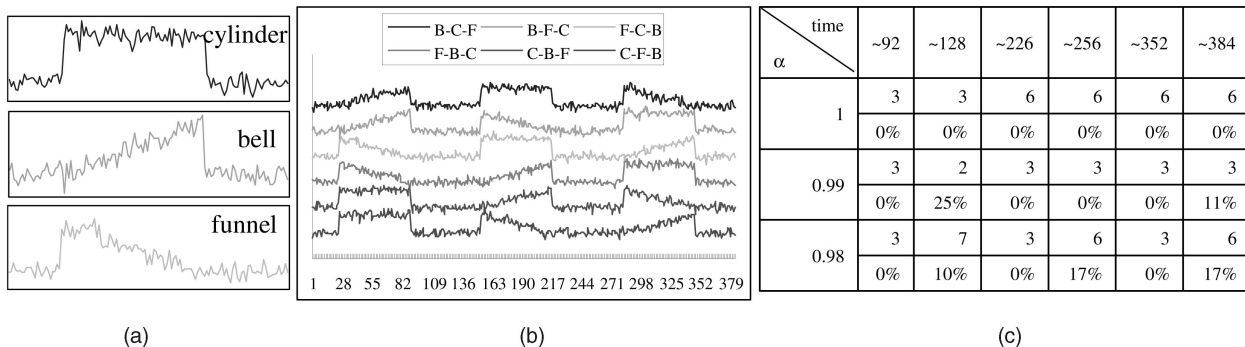 cylinder
bell
funnel
(a)
B-C-F B-F-C F-C-B
F-B-C C-B-F C-F-B
1 28 55 82 109 136 163 190 217 244 271 298 325 352 379
(b)
time α ~92 ~128 ~226 ~256 ~352 ~384
1 3 3 6 6 6 6
0% 0% 0% 0% 0% 0%
0.99 3 2 3 3 3 3
0% 25% 0% 0% 0% 11%
0.98 3 7 3 6 3 6
0% 10% 0% 17% 0% 17%
(c)